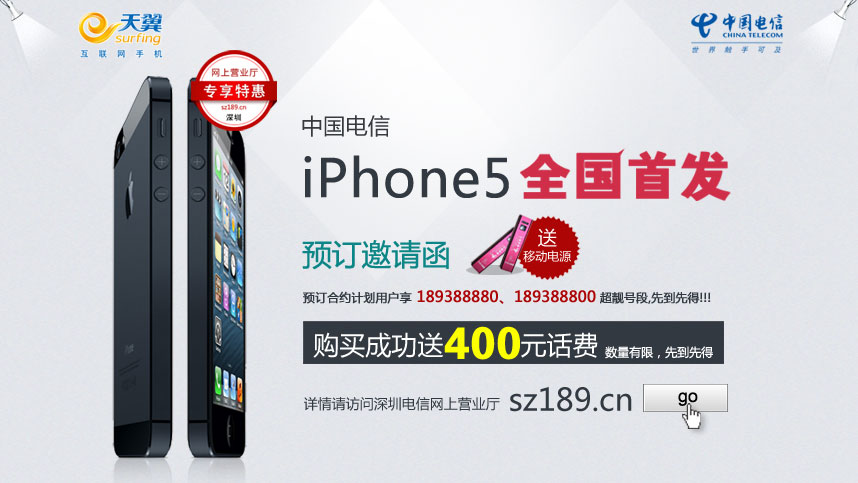 天翼
surfing
互联网手机
中国电信
CHINA TELECOM
世界触手可及
网上营业厅
专享特惠
sz189.cn
深圳
中国电信
iPhone5 全国首发
预订邀请函
送
移动电源
预订合约计划用户享 189388880、189388800 超靓号段,先到先得!!!
购买成功送400元话费 数量有限，先到先得
详情请访问深圳电信网上营业厅 sz189.cn go
iPhone